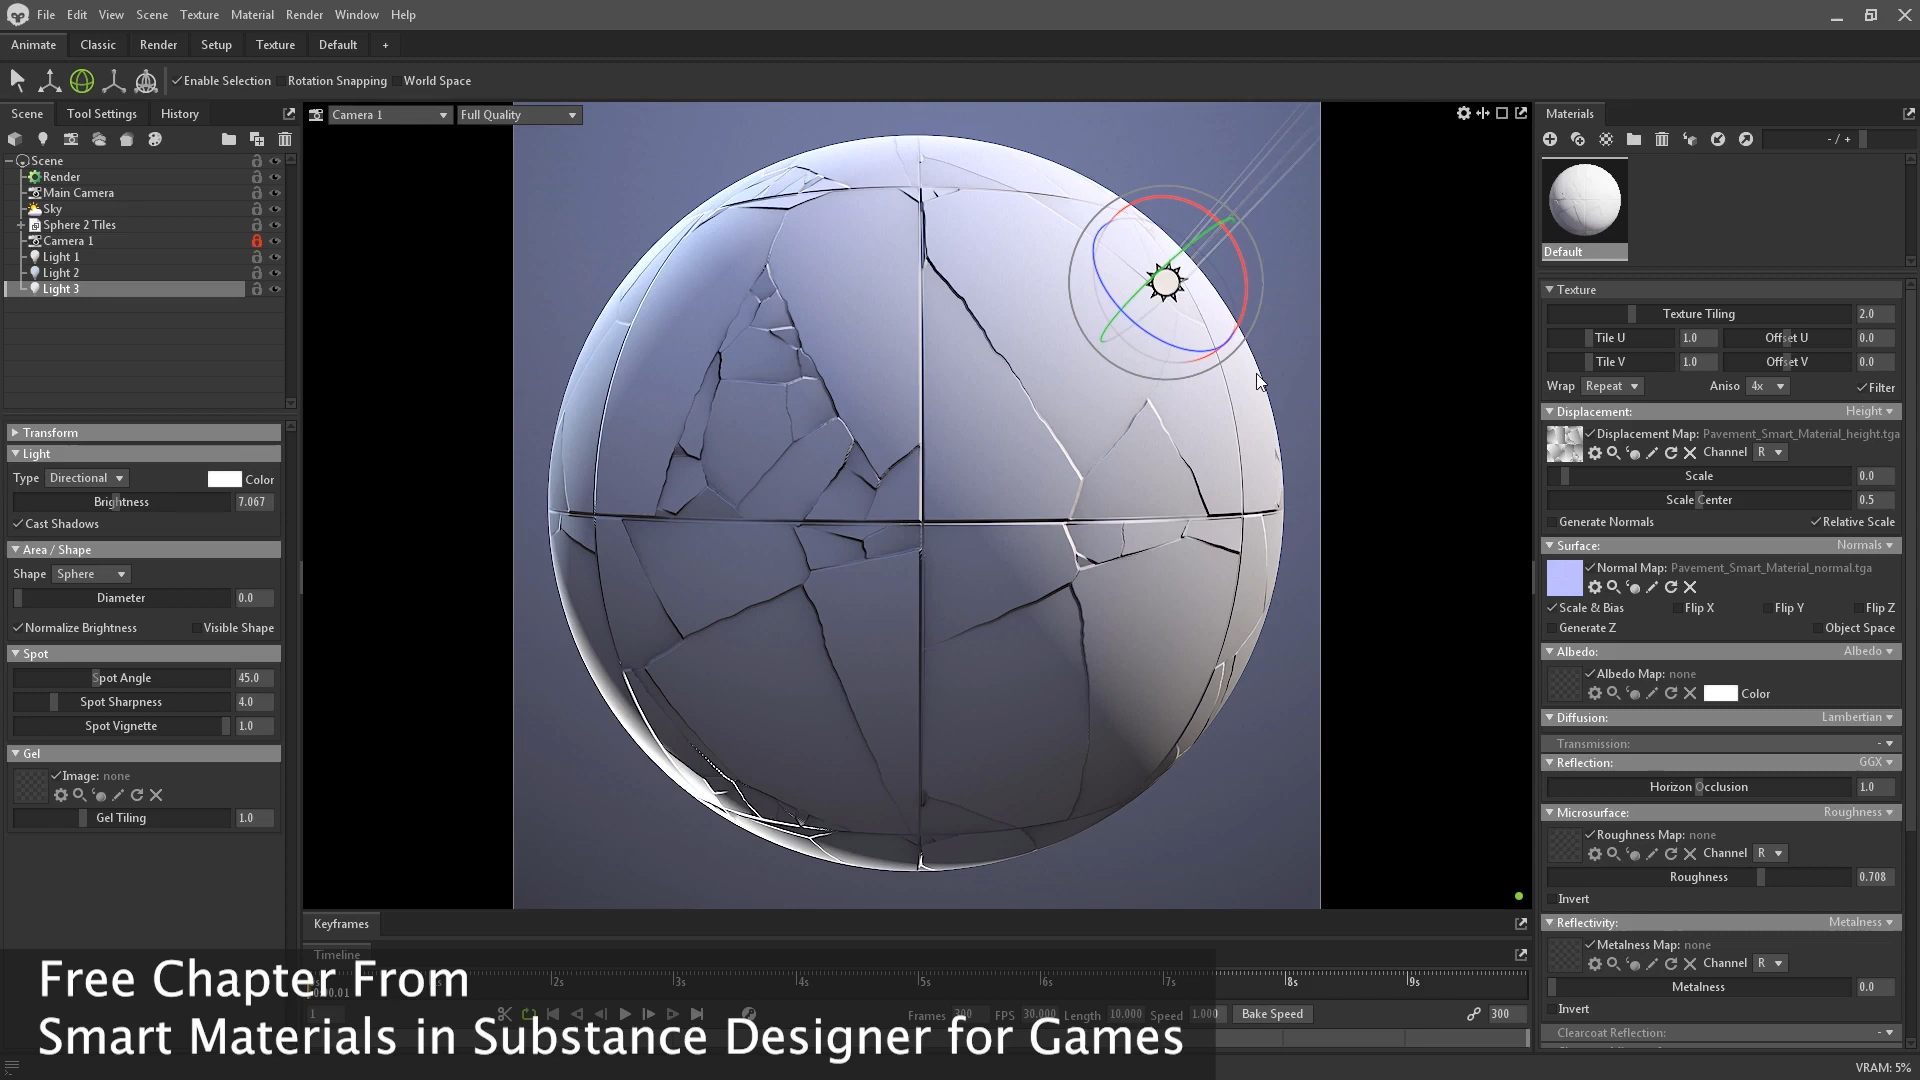 File Edit View Scene Texture Material Render Window Help
Animate Classic Render Setup Texture Default +
Enable Selection Rotation Snapping World Space
Scene Tool Settings History
Scene
Render
Main Camera
Sky
Sphere 2 Tiles
Camera 1
Light 1
Light 2
Light 3
Transform
Light
Type Directional Color
Brightness 7.067
Cast Shadows
Area / Shape
Shape Sphere
Diameter 0.0
Normalize Brightness Visible Shape
Spot
Spot Angle 45.0
Spot Sharpness 4.0
Spot Vignette 1.0
Gel
Image: none
Gel Tiling 1.0
Camera 1 Full Quality
Keyframes
Timeline
2s 3s 4s 5s 6s 7s 8s 9s
1 Frames 300 FPS 30.000 Length 10.000 Speed 1.000 Bake Speed 300
Free Chapter From
Smart Materials in Substance Designer for Games
Materials
- / +
Default
Texture
Texture Tiling 2.0
Tile U 1.0 Offset U 0.0
Tile V 1.0 Offset V 0.0
Wrap Repeat Aniso 4x Filter
Displacement: Height
Displacement Map: Pavement_Smart_Material_height.tga
Channel R
Scale 0.0
Scale Center 0.5
Generate Normals Relative Scale
Surface: Normals
Normal Map: Pavement_Smart_Material_normal.tga
Scale & Bias Flip X Flip Y Flip Z
Generate Z Object Space
Albedo: Albedo
Albedo Map: none
Color
Diffusion: Lambertian
Transmission: -
Reflection: GGX
Horizon Occlusion 1.0
Microsurface: Roughness
Roughness Map: none
Channel R
Roughness 0.708
Invert
Reflectivity: Metalness
Metalness Map: none
Channel R
Metalness 0.0
Invert
Clearcoat Reflection: -
VRAM: 5%